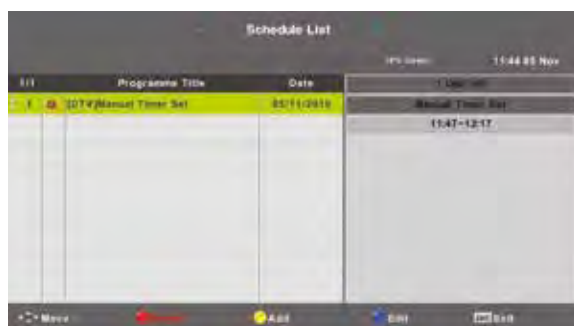 Schedule List
11:44 05 Nov
1/1 Programme Title Date
1 [DTV]Manual Timer Set 05/11/2010
Manual Timer Set
11:47~12:17
Move Add Edit Exit